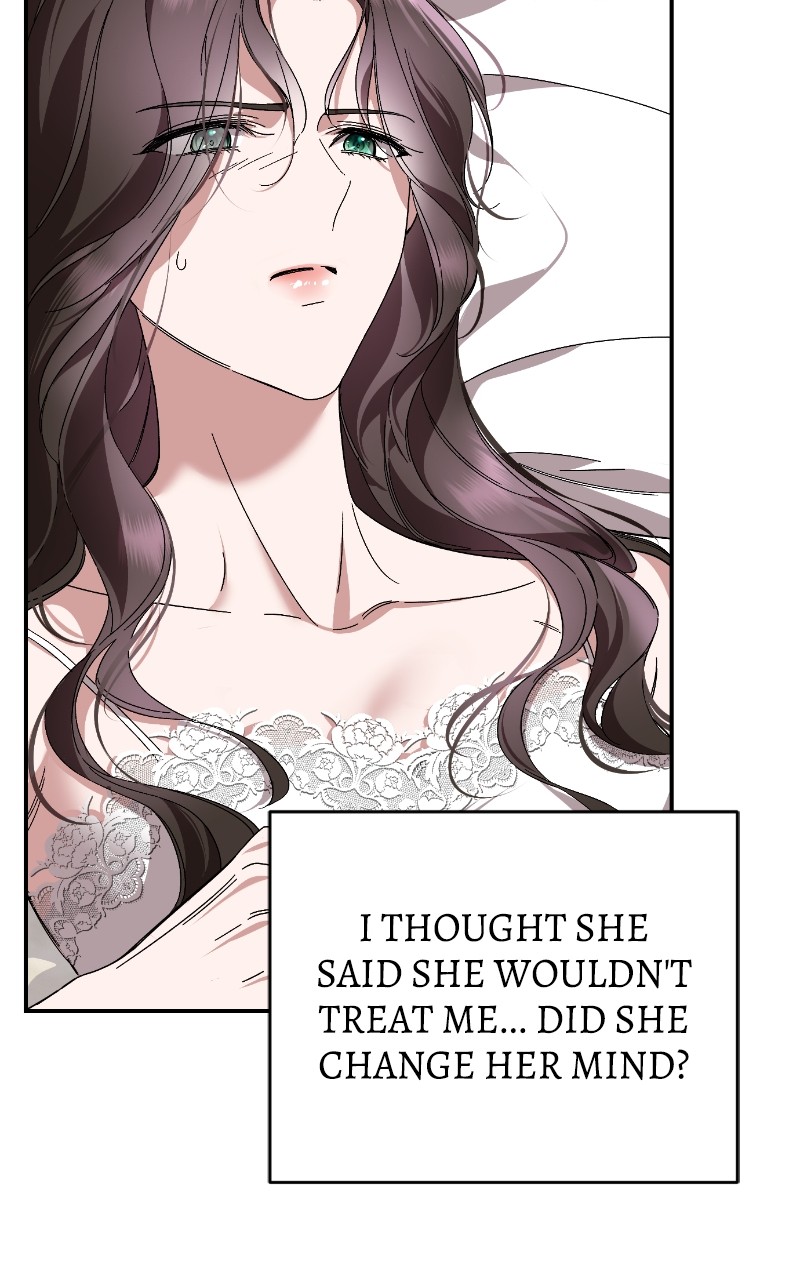 I THOUGHT SHE
SAID SHE WOULDN'T
TREAT ME... DID SHE
CHANGE HER MIND?